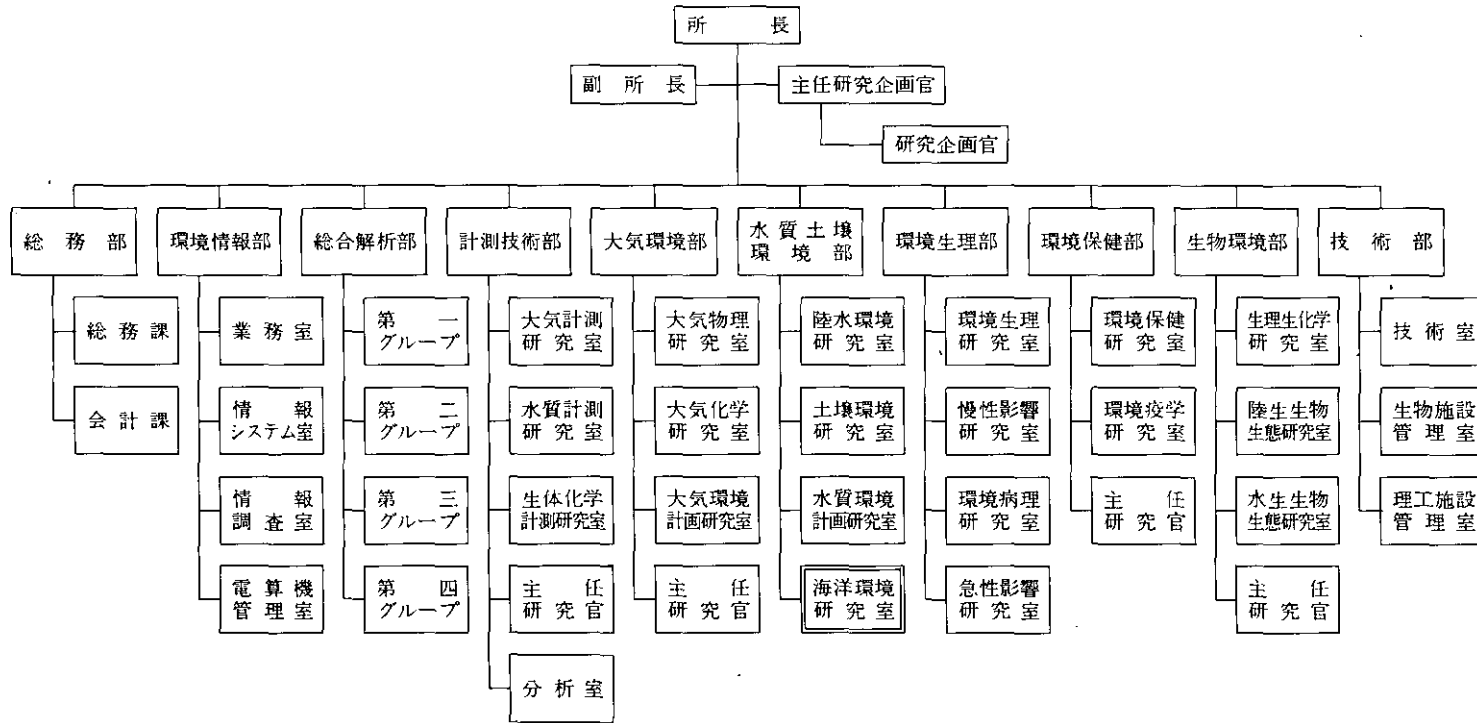 所長
副所長
主任研究企画官
研究企画官
総務部
環境情報部
総合解析部
計測技術部
大気環境部
水質土壌
環境部
環境生理部
環境保健部
生物環境部
技術部
総務課
会計課
業務室
情報
システム室
情報
調査室
電算機
管理室
第一
グループ
第二
グループ
第三
グループ
第四
グループ
大気計測
研究室
水質計測
研究室
生体化学
計測研究室
主任
研究官
分析室
大気物理
研究室
大気化学
研究室
大気環境
計画研究室
主任
研究官
陸水環境
研究室
土壌環境
研究室
水質環境
計画研究室
海洋環境
研究室
環境生理
研究室
慢性影響
研究室
環境病理
研究室
急性影響
研究室
環境保健
研究室
環境疫学
研究室
主任
研究官
生理生化学
研究室
陸生生物
生態研究室
水生生物
生態研究室
主任
研究官
技術室
生物施設
管理室
理工施設
管理室